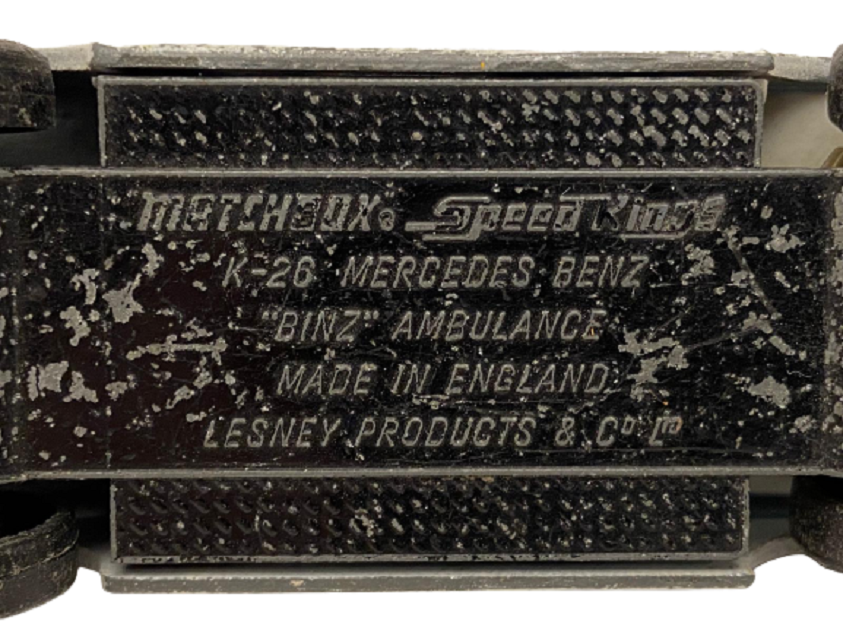 MATCHBOX® Speed Kings
K-26 MERCEDES BENZ
"BINZ" AMBULANCE
MADE IN ENGLAND
LESNEY PRODUCTS & Cº Lᵀᴰ